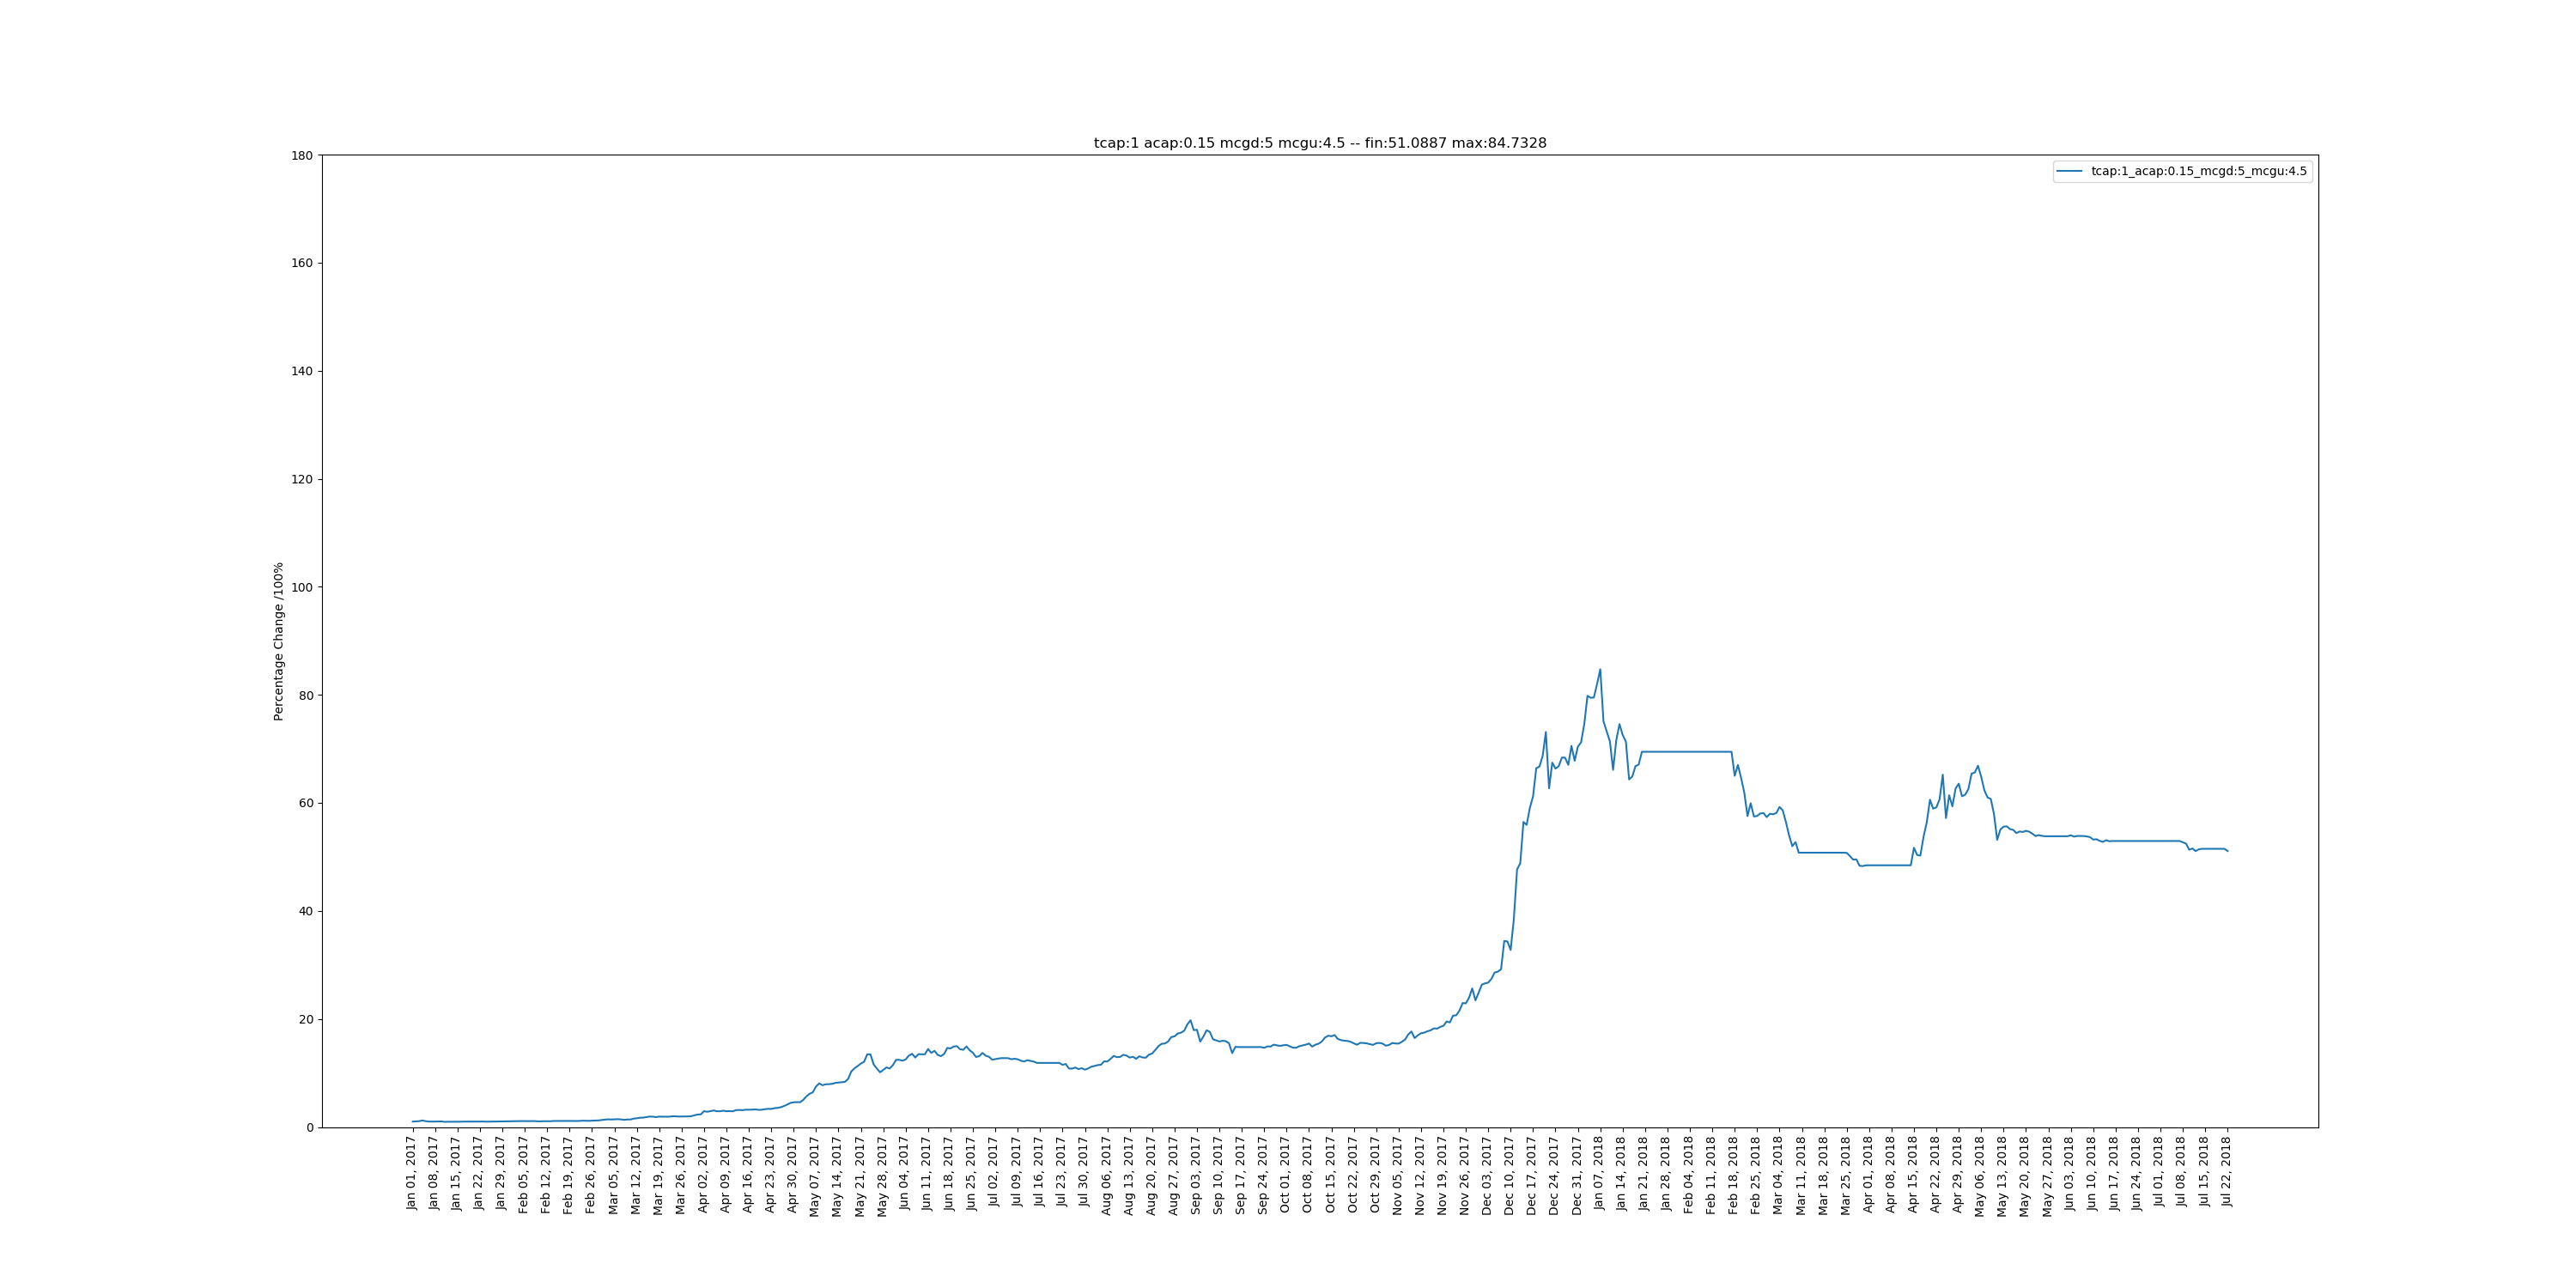 tcap:1 acap:0.15 mcgd:5 mcgu:4.5 -- fin:51.0887 max:84.7328
tcap:1_acap:0.15_mcgd:5_mcgu:4.5
Percentage Change /100%
180
160
140
120
100
80
60
40
20
0
Jan 01, 2017
Jan 08, 2017
Jan 15, 2017
Jan 22, 2017
Jan 29, 2017
Feb 05, 2017
Feb 12, 2017
Feb 19, 2017
Feb 26, 2017
Mar 05, 2017
Mar 12, 2017
Mar 19, 2017
Mar 26, 2017
Apr 02, 2017
Apr 09, 2017
Apr 16, 2017
Apr 23, 2017
Apr 30, 2017
May 07, 2017
May 14, 2017
May 21, 2017
May 28, 2017
Jun 04, 2017
Jun 11, 2017
Jun 18, 2017
Jun 25, 2017
Jul 02, 2017
Jul 09, 2017
Jul 16, 2017
Jul 23, 2017
Jul 30, 2017
Aug 06, 2017
Aug 13, 2017
Aug 20, 2017
Aug 27, 2017
Sep 03, 2017
Sep 10, 2017
Sep 17, 2017
Sep 24, 2017
Oct 01, 2017
Oct 08, 2017
Oct 15, 2017
Oct 22, 2017
Oct 29, 2017
Nov 05, 2017
Nov 12, 2017
Nov 19, 2017
Nov 26, 2017
Dec 03, 2017
Dec 10, 2017
Dec 17, 2017
Dec 24, 2017
Dec 31, 2017
Jan 07, 2018
Jan 14, 2018
Jan 21, 2018
Jan 28, 2018
Feb 04, 2018
Feb 11, 2018
Feb 18, 2018
Feb 25, 2018
Mar 04, 2018
Mar 11, 2018
Mar 18, 2018
Mar 25, 2018
Apr 01, 2018
Apr 08, 2018
Apr 15, 2018
Apr 22, 2018
Apr 29, 2018
May 06, 2018
May 13, 2018
May 20, 2018
May 27, 2018
Jun 03, 2018
Jun 10, 2018
Jun 17, 2018
Jun 24, 2018
Jul 01, 2018
Jul 08, 2018
Jul 15, 2018
Jul 22, 2018